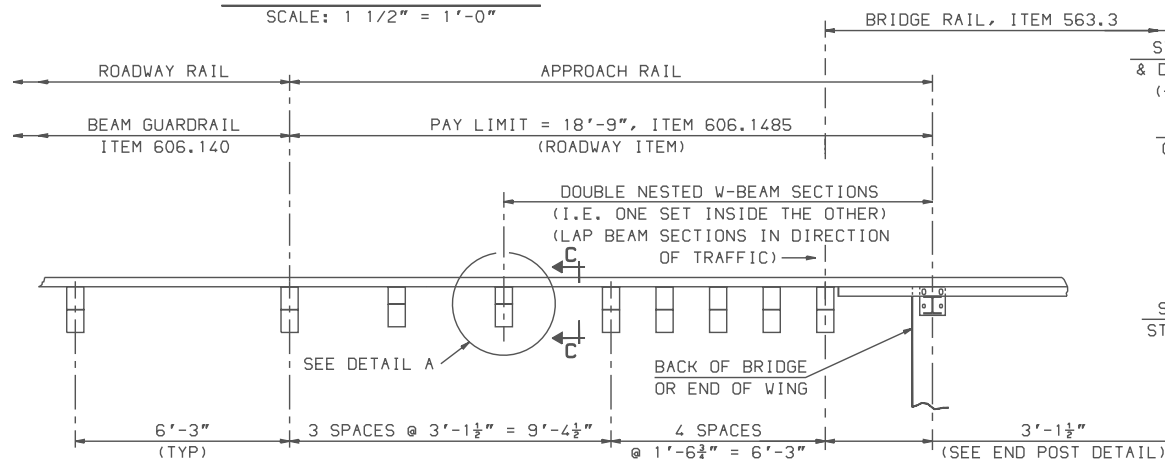 SCALE: 1 1/2" = 1'-0"
BRIDGE RAIL, ITEM 563.3
S
& D
(
ROADWAY RAIL
APPROACH RAIL
BEAM GUARDRAIL
ITEM 606.140
PAY LIMIT = 18'-9", ITEM 606.1485
(ROADWAY ITEM)
DOUBLE NESTED W-BEAM SECTIONS
(I.E. ONE SET INSIDE THE OTHER)
(LAP BEAM SECTIONS IN DIRECTION
OF TRAFFIC)
C
C
SEE DETAIL A
BACK OF BRIDGE
OR END OF WING
S
ST
6'-3"
(TYP)
3 SPACES @ 3'-1½" = 9'-4½"
4 SPACES
@ 1'-6¾" = 6'-3"
3'-1½"
(SEE END POST DETAIL)